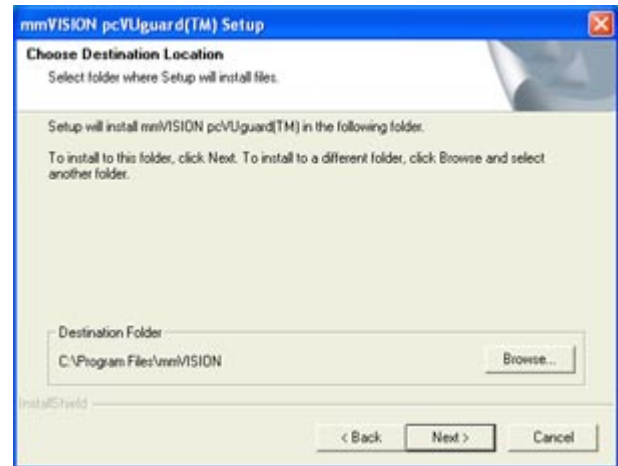 mmVISION pcVUguard(TM) Setup
Choose Destination Location
Select folder where Setup will install files.
Setup will install mmVISION pcVUguard(TM) in the following folder.
To install to this folder, click Next. To install to a different folder, click Browse and select
another folder.
Destination Folder
C:\Program Files\mmVISION
Browse...
InstallShield
< Back
Next >
Cancel